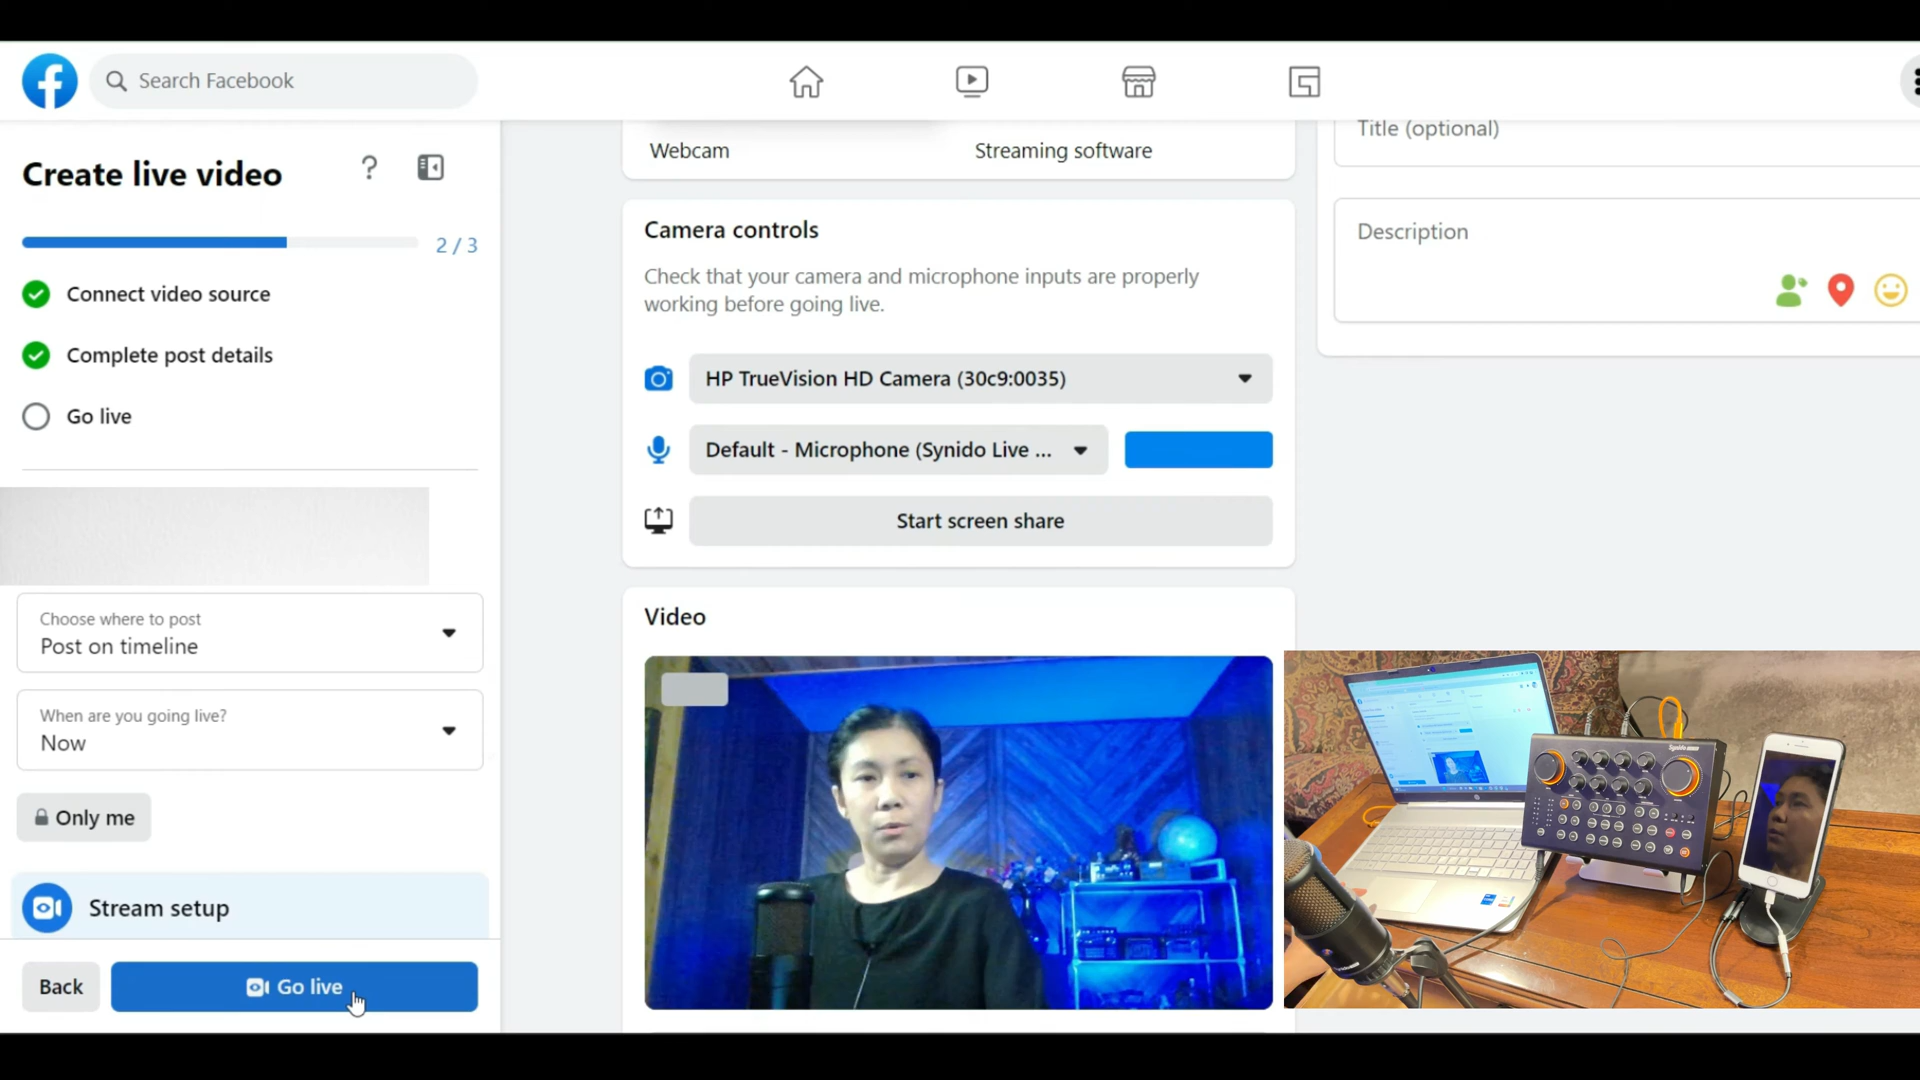 Search Facebook
Create live video
?
2 / 3
Connect video source
Complete post details
Go live
Choose where to post
Post on timeline
When are you going live?
Now
Only me
Stream setup
Back
Go live
Webcam
Streaming software
Camera controls
Check that your camera and microphone inputs are properly
working before going live.
HP TrueVision HD Camera (30c9:0035)
Default - Microphone (Synido Live ...
Start screen share
Video
Title (optional)
Description
Synido